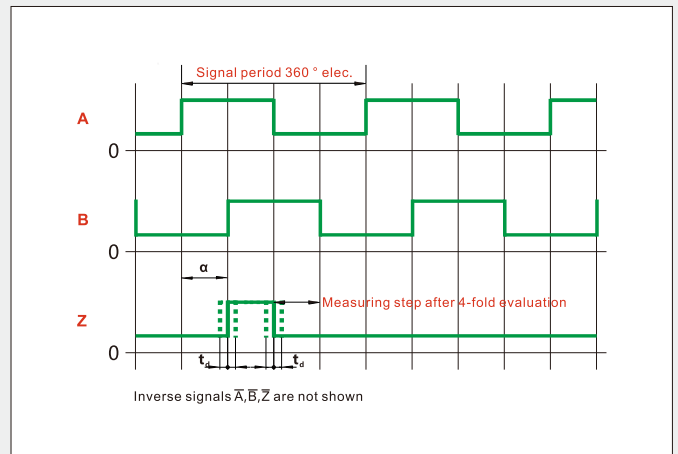 Signal period 360 ° elec.
A
0
B
0
α
Measuring step after 4-fold evaluation
Z
0
td td
Inverse signals A̅,B̅,Z̿ are not shown